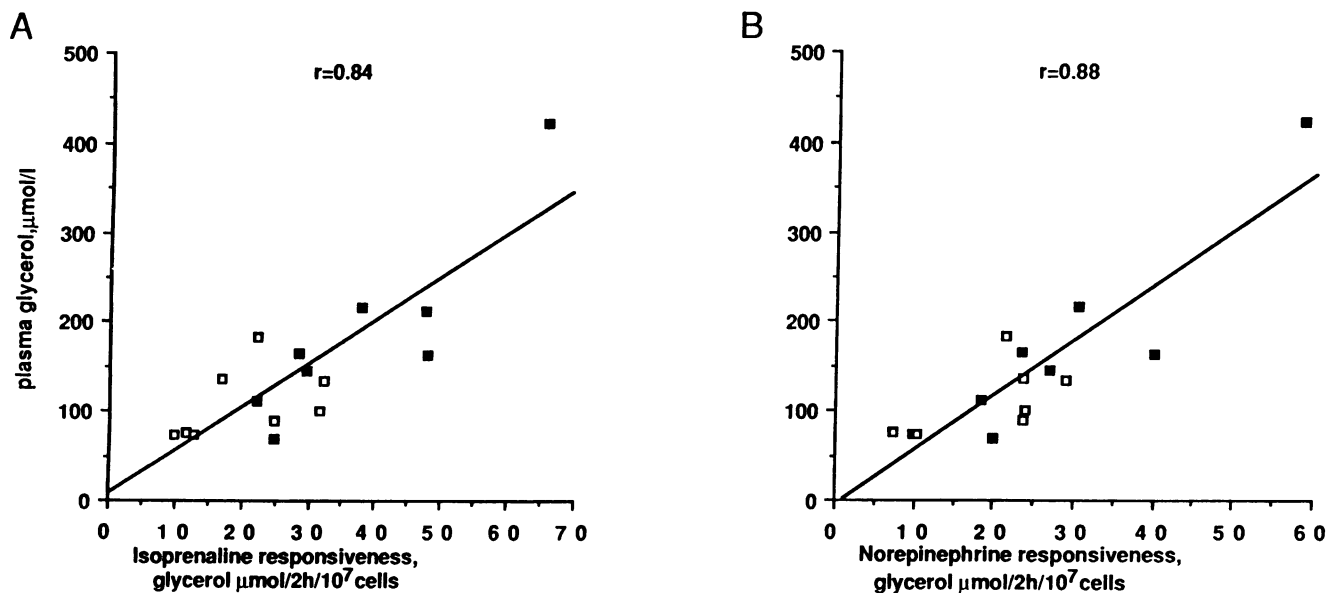 A
r=0.84
500
400
300
200
100
0
plasma glycerol,µmol/l
0 10 20 30 40 50 60 70
Isoprenaline responsiveness,
glycerol µmol/2h/10⁷cells
B
r=0.88
500
400
300
200
100
0
0 10 20 30 40 50 60
Norepinephrine responsiveness,
glycerol µmol/2h/10⁷cells